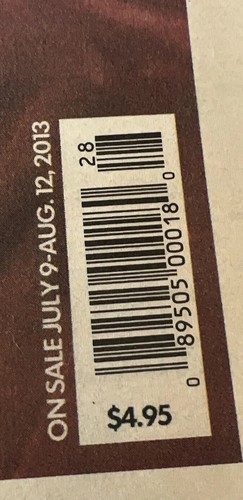 ON SALE JULY 9-AUG. 12, 2013
28
0 89505 00018 0
$4.95